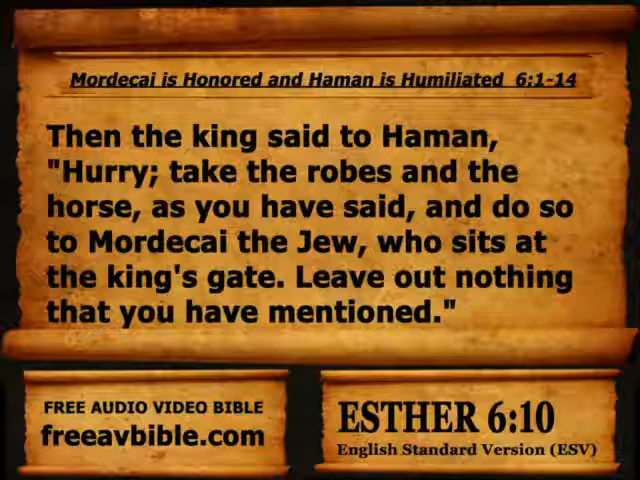 Mordecai is Honored and Haman is Humiliated 6:1-14
Then the king said to Haman,
"Hurry; take the robes and the
horse, as you have said, and do so
to Mordecai the Jew, who sits at
the king's gate. Leave out nothing
that you have mentioned."
FREE AUDIO VIDEO BIBLE
freeavbible.com
ESTHER 6:10
English Standard Version (ESV)